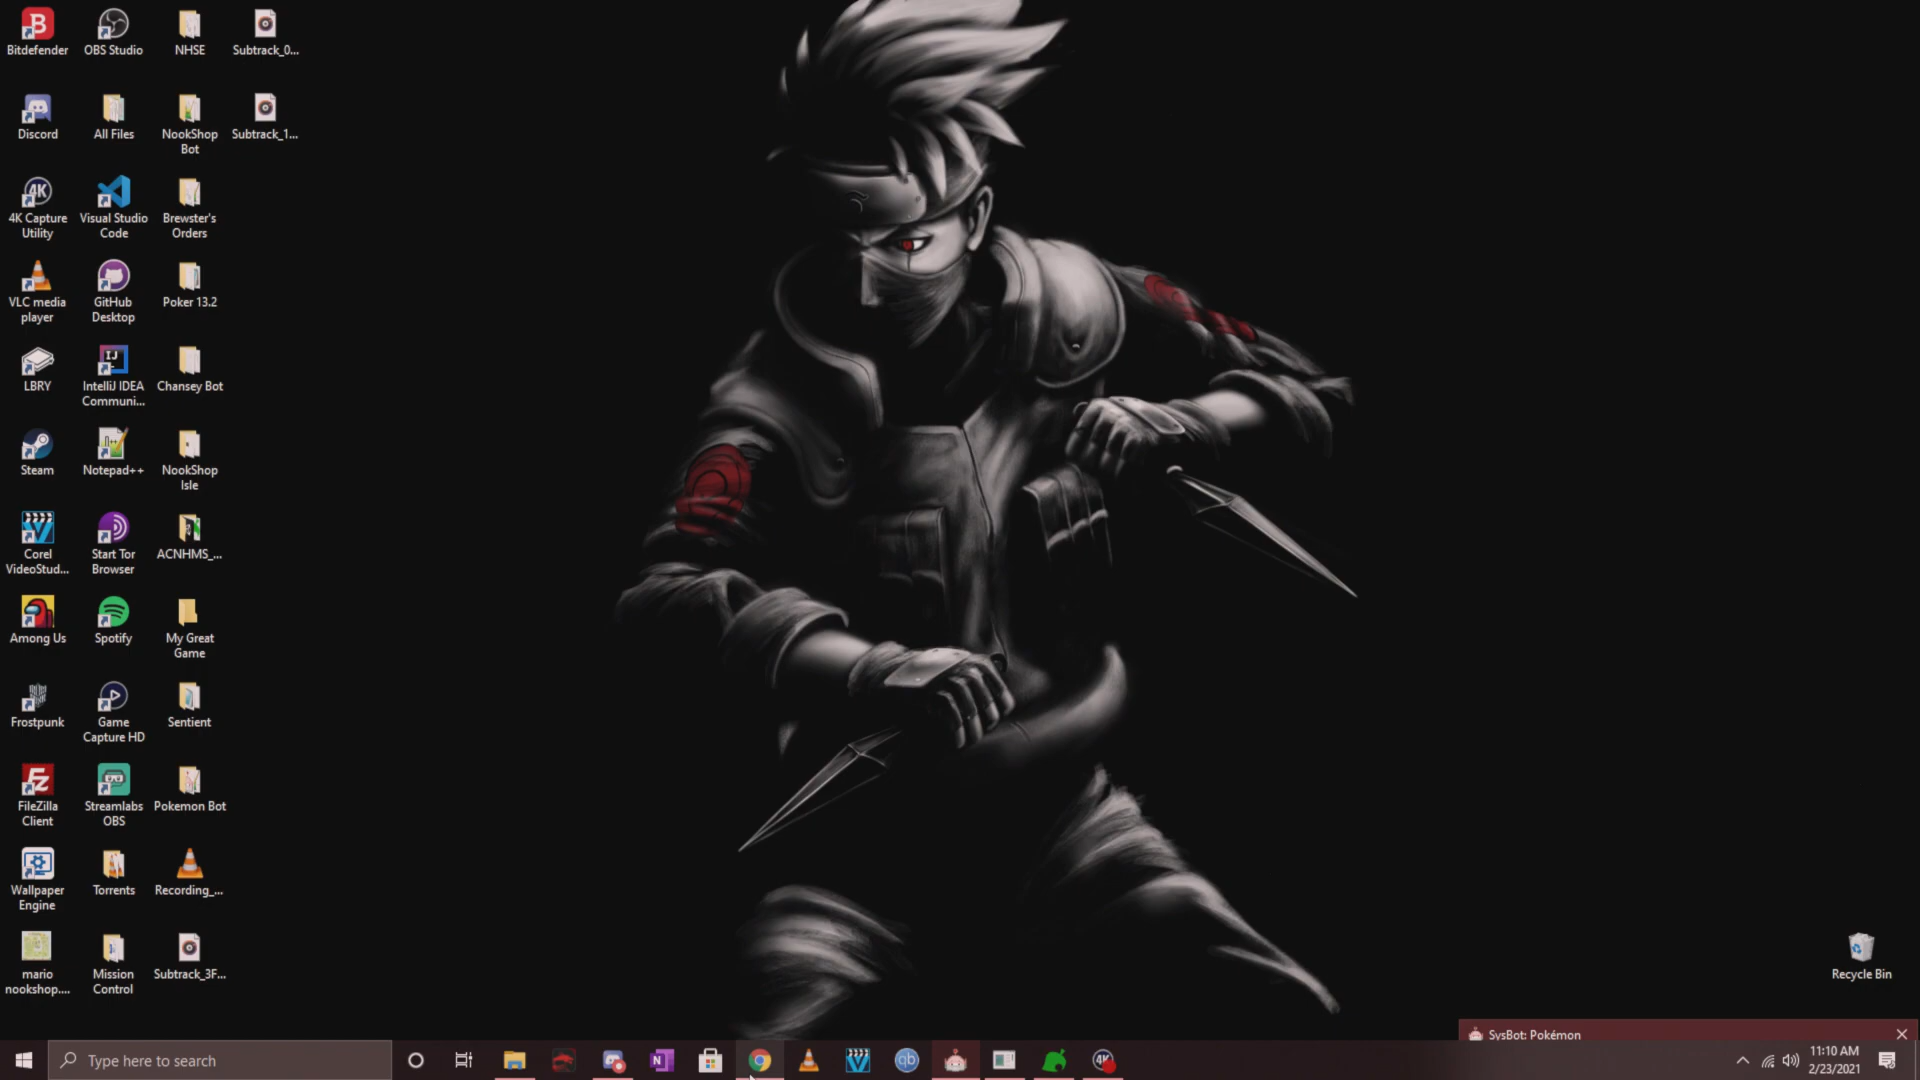 Bitdefender
OBS Studio
NHSE
Subtrack_0...
Discord
All Files
NookShop
Bot
Subtrack_1...
4K Capture
Utility
Visual Studio
Code
Brewster's
Orders
VLC media
player
GitHub
Desktop
Poker 13.2
LBRY
IntelliJ IDEA
Communi...
Chansey Bot
Steam
Notepad++
NookShop
Isle
Corel
VideoStud...
Start Tor
Browser
ACNHMS_...
Among Us
Spotify
My Great
Game
Frostpunk
Game
Capture HD
Sentient
FileZilla
Client
Streamlabs
OBS
Pokemon Bot
Wallpaper
Engine
Torrents
Recording_...
mario
nookshop....
Mission
Control
Subtrack_3F...
Recycle Bin
SysBot: Pokémon
Type here to search
11:10 AM
2/23/2021